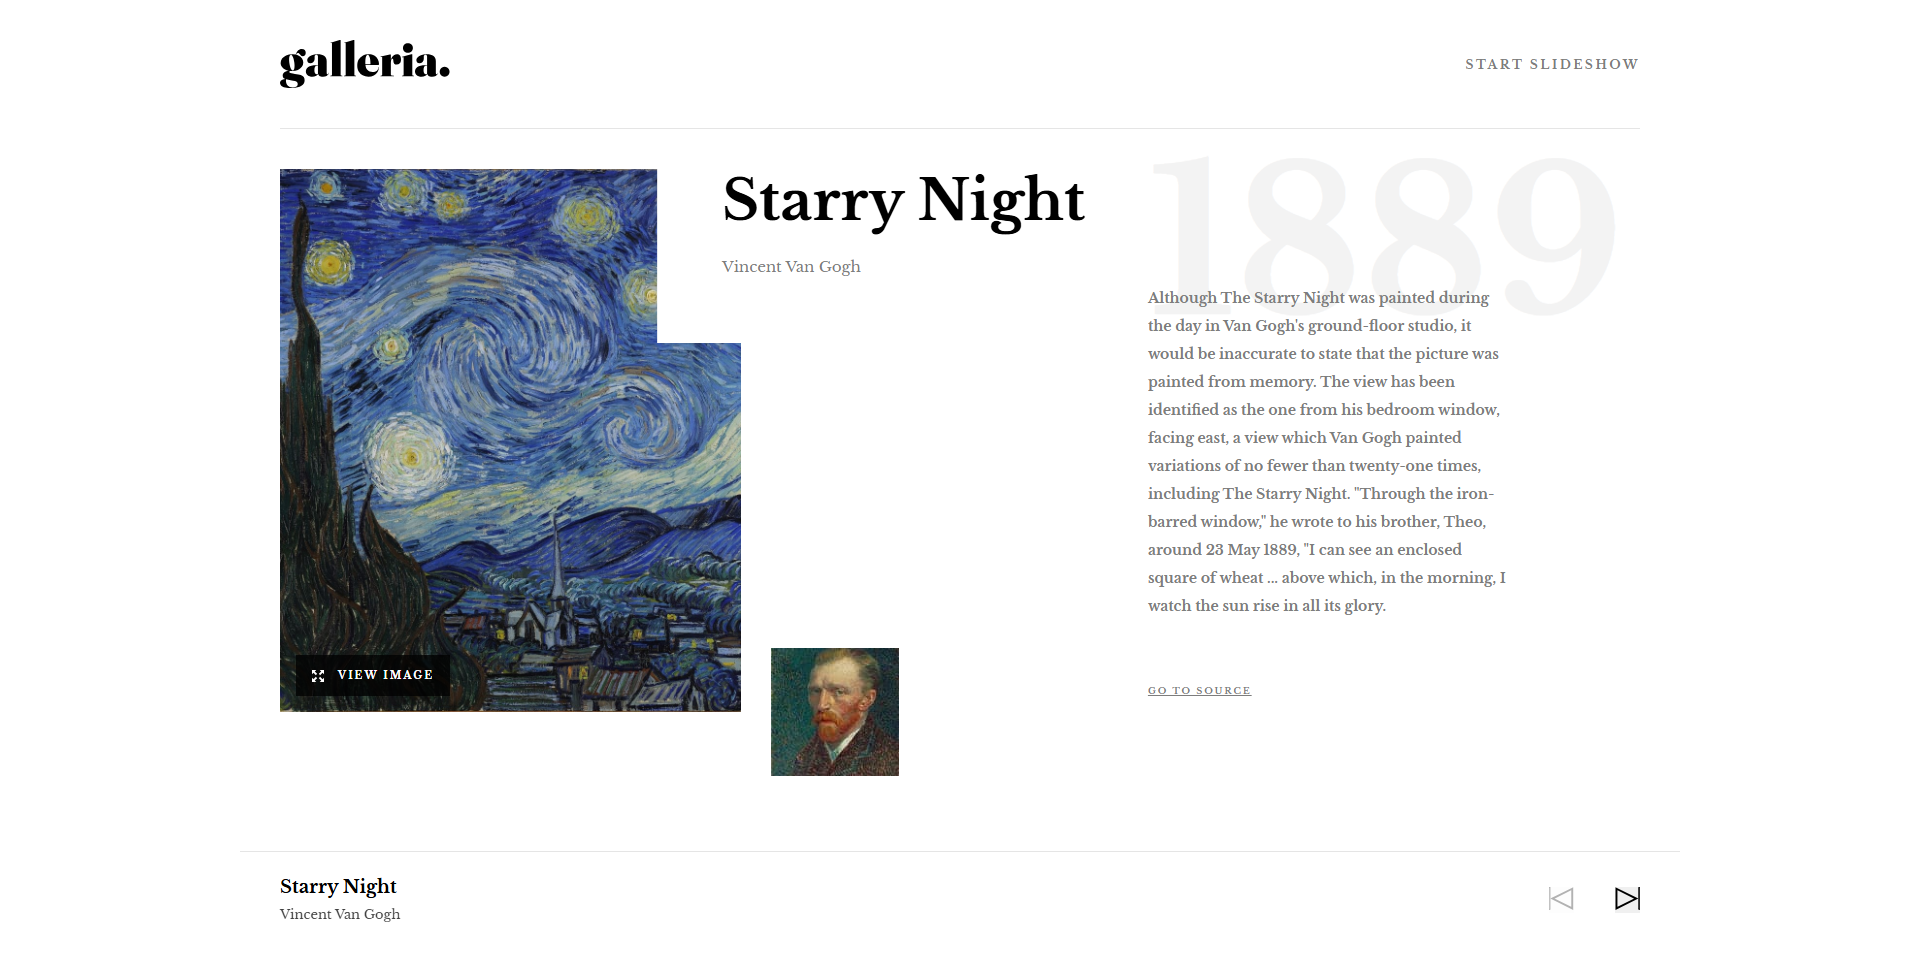 galleria.
START SLIDESHOW
Starry Night
Vincent Van Gogh
1889
Although The Starry Night was painted during
the day in Van Gogh's ground-floor studio, it
would be inaccurate to state that the picture was
painted from memory. The view has been
identified as the one from his bedroom window,
facing east, a view which Van Gogh painted
variations of no fewer than twenty-one times,
including The Starry Night. "Through the iron-
barred window," he wrote to his brother, Theo,
around 23 May 1889, "I can see an enclosed
square of wheat ... above which, in the morning, I
watch the sun rise in all its glory.
VIEW IMAGE
GO TO SOURCE
Starry Night
Vincent Van Gogh